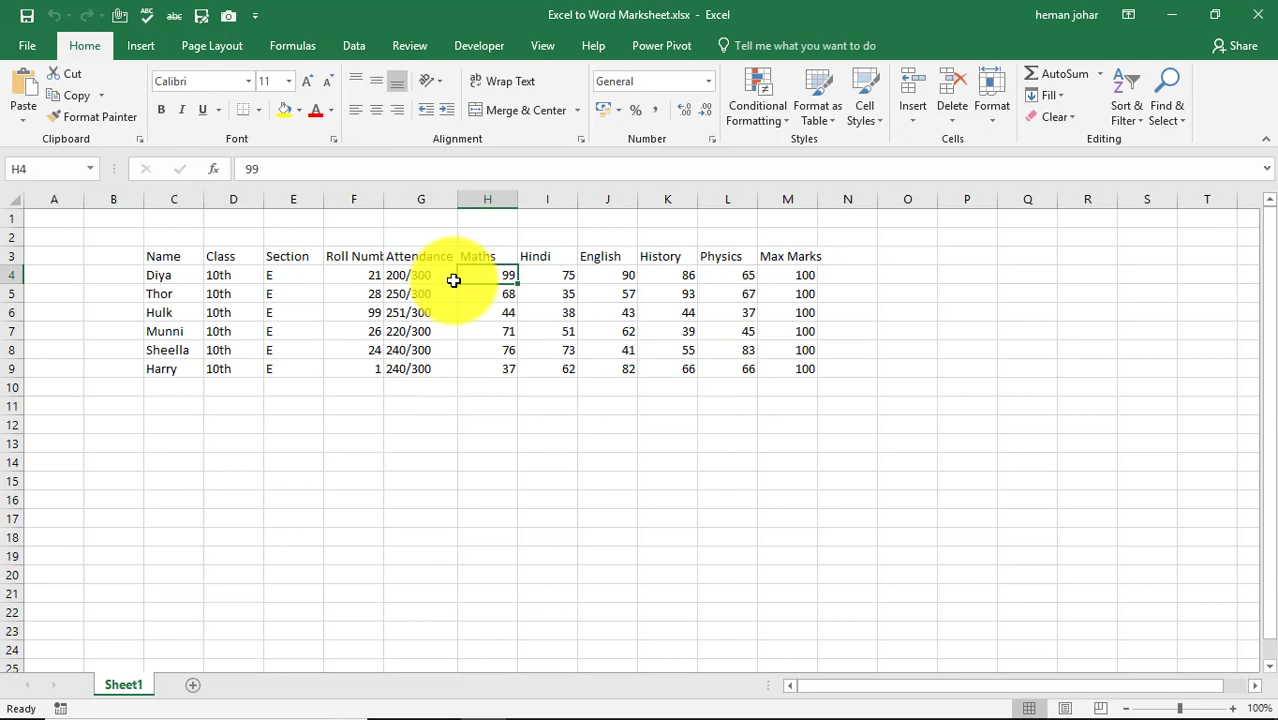 Excel to Word Marksheet.xlsx - Excel
heman johar
File Home Insert Page Layout Formulas Data Review Developer View Help Power Pivot Tell me what you want to do Share
Paste
Cut
Copy
Format Painter
Clipboard
Calibri 11
B I U
Font
Wrap Text
Merge & Center
Alignment
General
Number
Conditional Formatting
Format as Table
Cell Styles
Styles
Insert
Delete
Format
Cells
AutoSum
Fill
Clear
Sort & Filter
Find & Select
Editing
H4 fx 99
A B C D E F G H I J K L M N O P Q R S T
1
2
3 Name Class Section Roll Numb Attendance Maths Hindi English History Physics Max Marks
4 Diya 10th E 21 200/300 99 75 90 86 65 100
5 Thor 10th E 28 250/300 68 35 57 93 67 100
6 Hulk 10th E 99 251/300 44 38 43 44 37 100
7 Munni 10th E 26 220/300 71 51 62 39 45 100
8 Sheella 10th E 24 240/300 76 73 41 55 83 100
9 Harry 10th E 1 240/300 37 62 82 66 66 100
10
11
12
13
14
15
16
17
18
19
20
21
22
23
24
25
Sheet1
Ready
100%